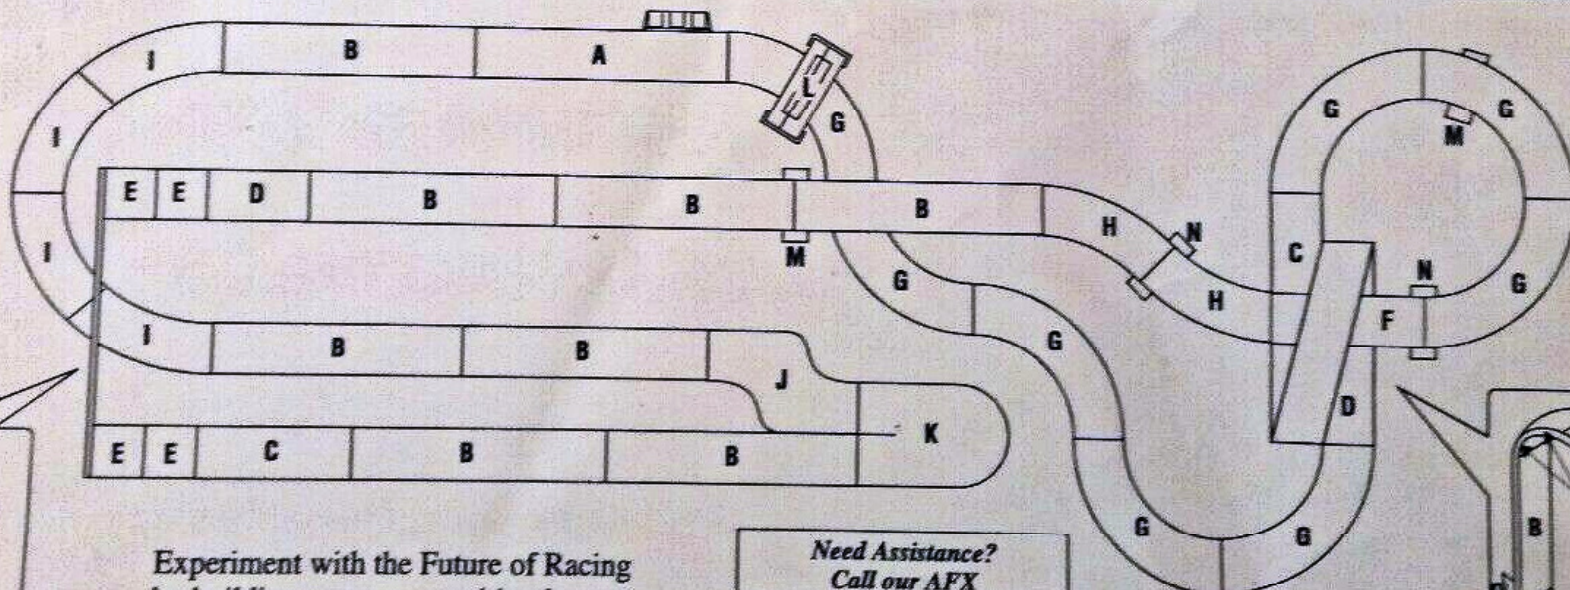 I B A
L
G
G
G
M
I
E E D B B B
H
N
M
I
C
G
H
N
G
F
I B B
G
J
D
K
E E C B B
G
G
B
Experiment with the Future of Racing
Need Assistance?
Call our AFX